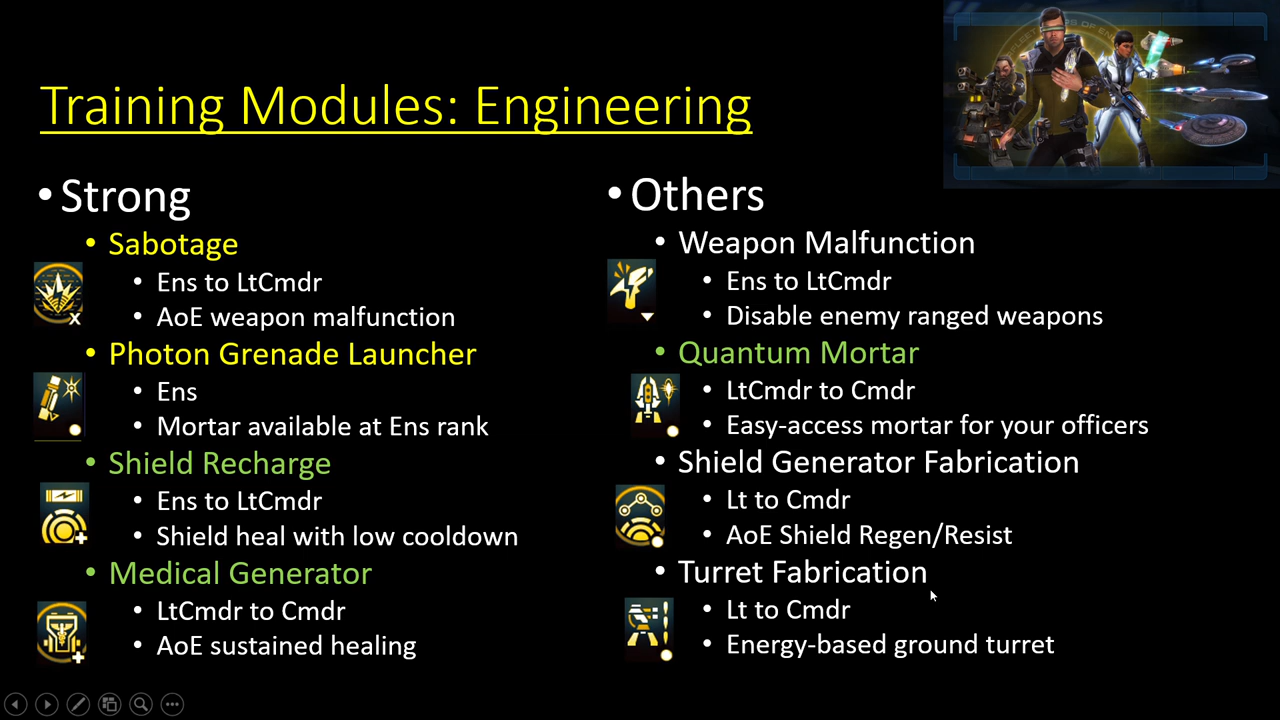 Training Modules: Engineering
• Strong
• Sabotage
• Ens to LtCmdr
• AoE weapon malfunction
• Photon Grenade Launcher
• Ens
• Mortar available at Ens rank
• Shield Recharge
• Ens to LtCmdr
• Shield heal with low cooldown
• Medical Generator
• LtCmdr to Cmdr
• AoE sustained healing
• Others
• Weapon Malfunction
• Ens to LtCmdr
• Disable enemy ranged weapons
• Quantum Mortar
• LtCmdr to Cmdr
• Easy-access mortar for your officers
• Shield Generator Fabrication
• Lt to Cmdr
• AoE Shield Regen/Resist
• Turret Fabrication
• Lt to Cmdr
• Energy-based ground turret